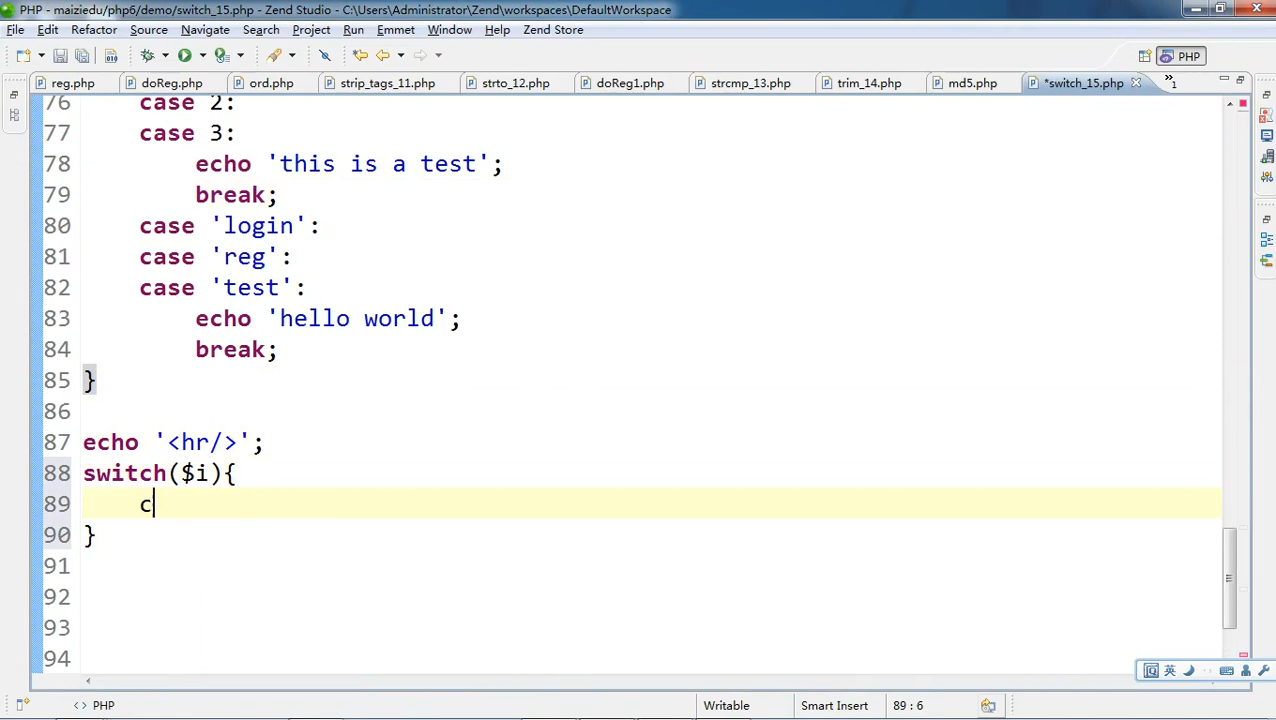 PHP - maiziedu/php6/demo/switch_15.php - Zend Studio - C:\Users\Administrator\Zend\workspaces\DefaultWorkspace
File Edit Refactor Source Navigate Search Project Run Emmet Window Help Zend Store
PHP
reg.php doReg.php ord.php strip_tags_11.php strto_12.php doReg1.php strcmp_13.php trim_14.php md5.php *switch_15.php »1
76 case 2:
77 case 3:
78 echo 'this is a test';
79 break;
80 case 'login':
81 case 'reg':
82 case 'test':
83 echo 'hello world';
84 break;
85 }
86
87 echo '<hr/>';
88 switch($i){
89 c
90 }
91
92
93
94
英
<> PHP Writable Smart Insert 89 : 6